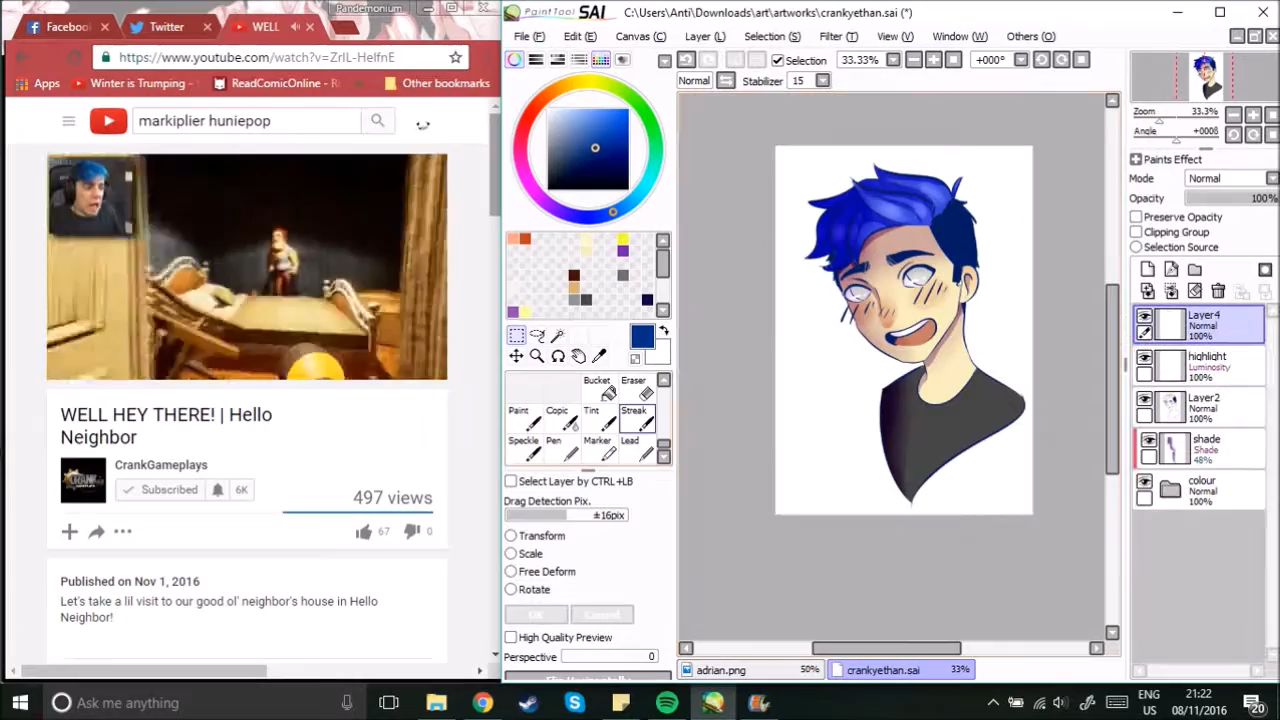 Pandemonium
Facebook
Twitter
WELL
https://www.youtube.com/watch?v=ZrIL-HelfnE
Apps
Winter is Trumping -
ReadComicOnline - R
Other bookmarks
markiplier huniepop
WELL HEY THERE! | Hello
Neighbor
CrankGameplays
Subscribed
6K
497 views
67
0
Published on Nov 1, 2016
Let's take a lil visit to our good ol' neighbor's house in Hello
Neighbor!
PaintTool SAI
C:\Users\Anti\Downloads\art\artworks\crankyethan.sai (*)
File (F)
Edit (E)
Canvas (C)
Layer (L)
Selection (S)
Filter (T)
View (V)
Window (W)
Others (O)
33.33%
Selection
+000°
Normal
Stabilizer
15
Bucket
Eraser
Paint
Copic
Tint
Streak
Speckle
Pen
Marker
Lead
Select Layer by CTRL+LB
Drag Detection Pix.
±16pix
Transform
Scale
Free Deform
Rotate
OK
High Quality Preview
Perspective
0
adrian.png
50%
crankyethan.sai
33%
Zoom
33.3%
Angle
Paints Effect
Mode
Normal
Opacity
100%
Preserve Opacity
Clipping Group
Selection Source
Layer4
Normal
100%
highlight
Luminosity
100%
Layer2
Normal
100%
shade
Shade
48%
colour
Normal
100%
Ask me anything
ENG
US
21:22
08/11/2016
20